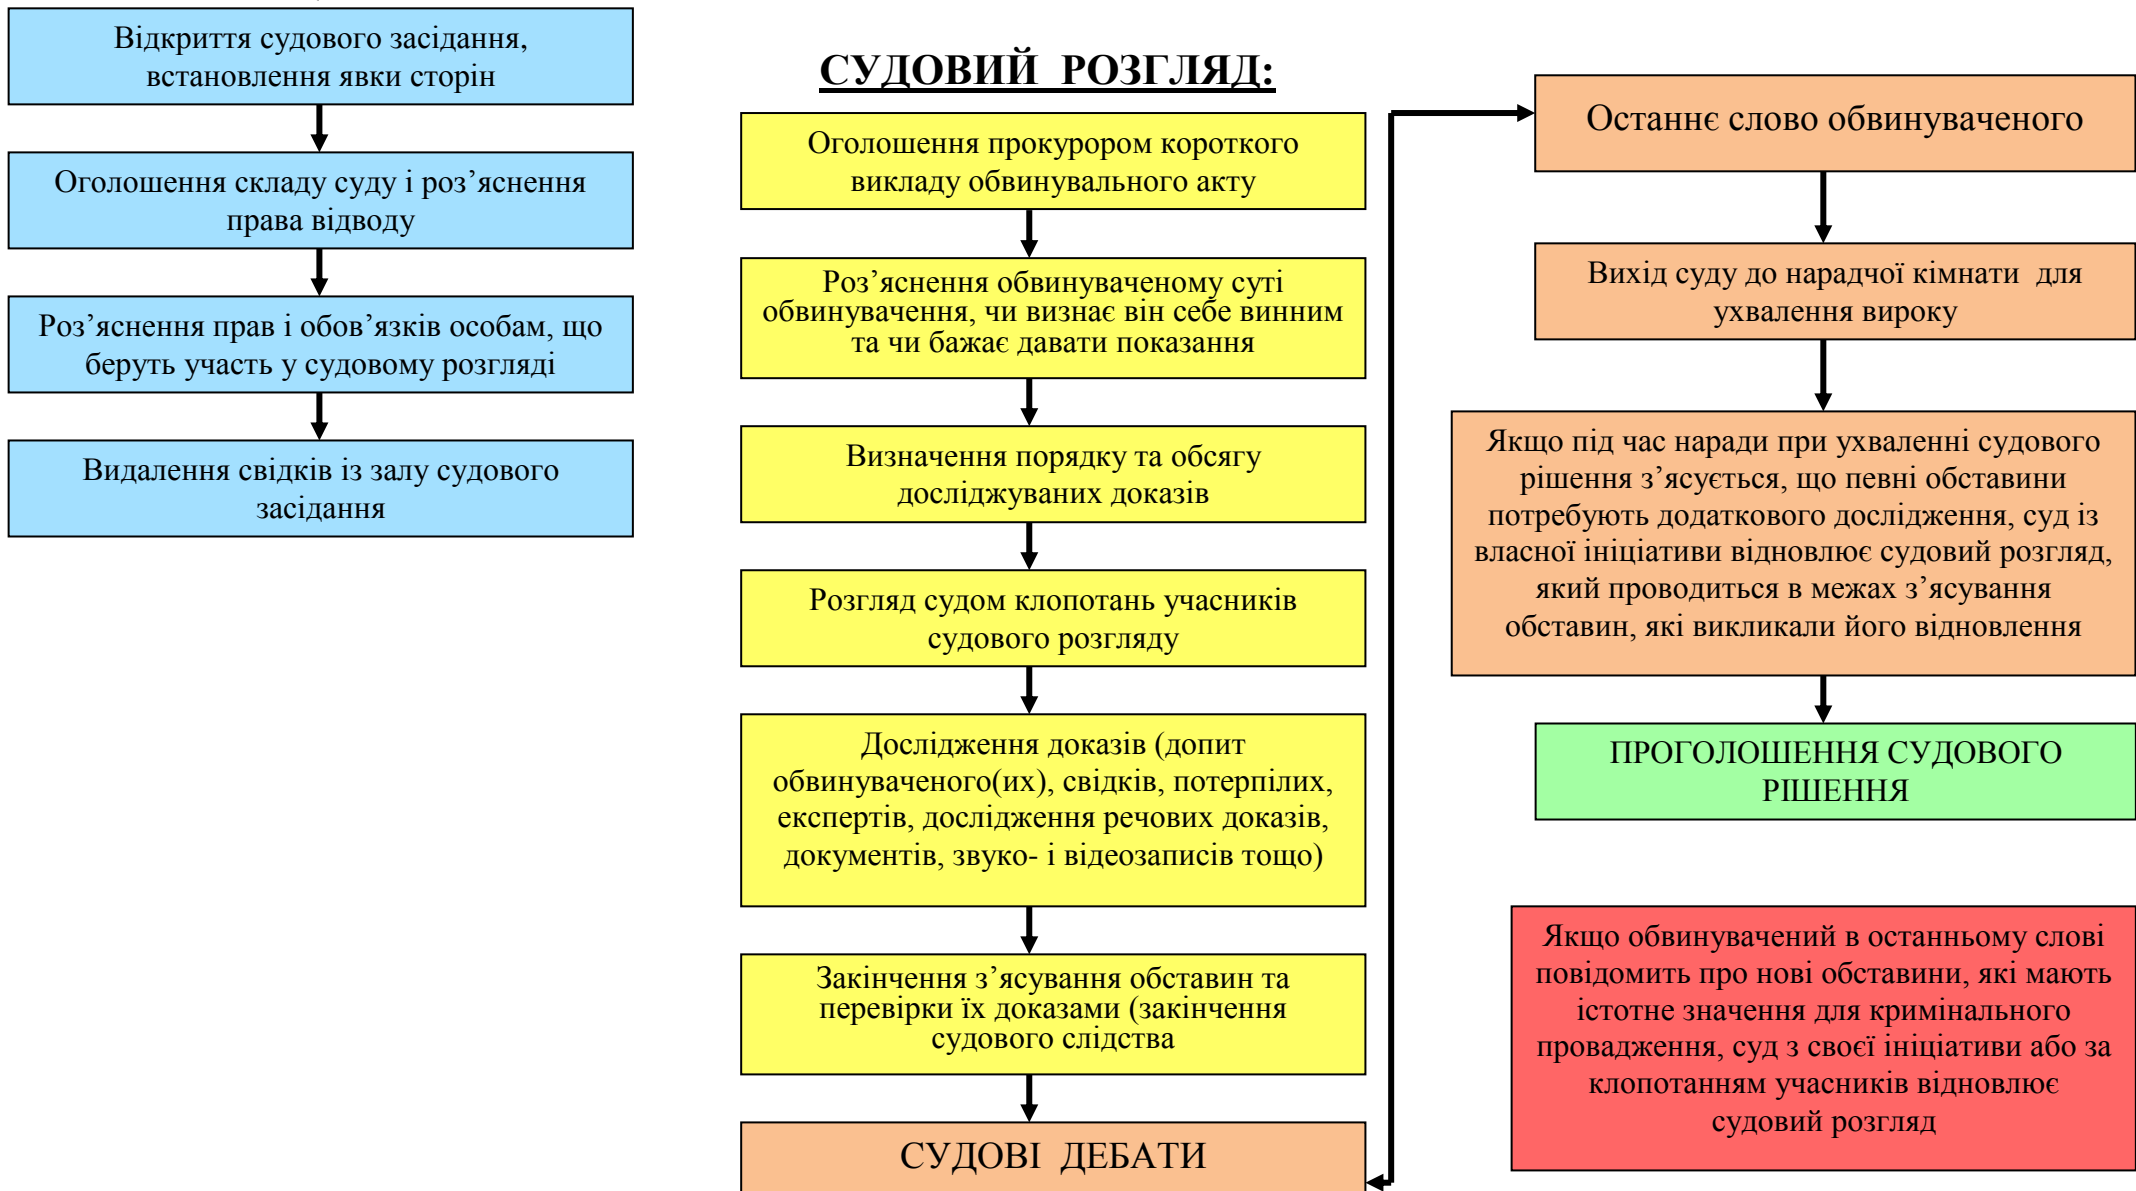 Відкриття судового засідання,
встановлення явки сторін
Оголошення складу суду і роз’яснення
права відводу
Роз’яснення прав і обов’язків особам, що
беруть участь у судовому розгляді
Видалення свідків із залу судового
засідання
СУДОВИЙ РОЗГЛЯД:
Оголошення прокурором короткого
викладу обвинувального акту
Роз’яснення обвинуваченому суті
обвинувачення, чи визнає він себе винним
та чи бажає давати показання
Визначення порядку та обсягу
досліджуваних доказів
Розгляд судом клопотань учасників
судового розгляду
Дослідження доказів (допит
обвинуваченого(их), свідків, потерпілих,
експертів, дослідження речових доказів,
документів, звуко- і відеозаписів тощо)
Закінчення з’ясування обставин та
перевірки їх доказами (закінчення
судового слідства
СУДОВІ ДЕБАТИ
Останнє слово обвинуваченого
Вихід суду до нарадчої кімнати для
ухвалення вироку
Якщо під час наради при ухваленні судового
рішення з’ясується, що певні обставини
потребують додаткового дослідження, суд із
власної ініціативи відновлює судовий розгляд,
який проводиться в межах з’ясування
обставин, які викликали його відновлення
ПРОГОЛОШЕННЯ СУДОВОГО
РІШЕННЯ
Якщо обвинувачений в останньому слові
повідомить про нові обставини, які мають
істотне значення для кримінального
провадження, суд з своєї ініціативи або за
клопотанням учасників відновлює
судовий розгляд